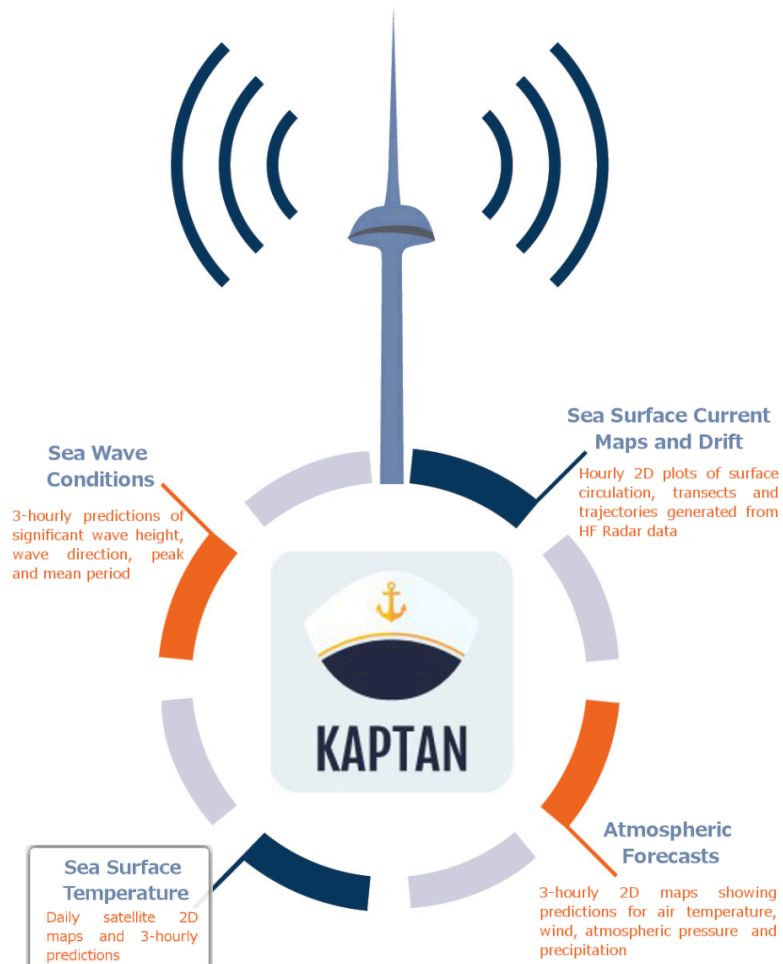 Sea Surface Current
Maps and Drift
Hourly 2D plots of surface
circulation, transects and
trajectories generated from
HF Radar data
Sea Wave
Conditions
3-hourly predictions of
significant wave height,
wave direction, peak
and mean period
KAPTAN
Atmospheric
Forecasts
3-hourly 2D maps showing
predictions for air temperature,
wind, atmospheric pressure and
precipitation
Sea Surface
Temperature
Daily satellite 2D
maps and 3-hourly
predictions